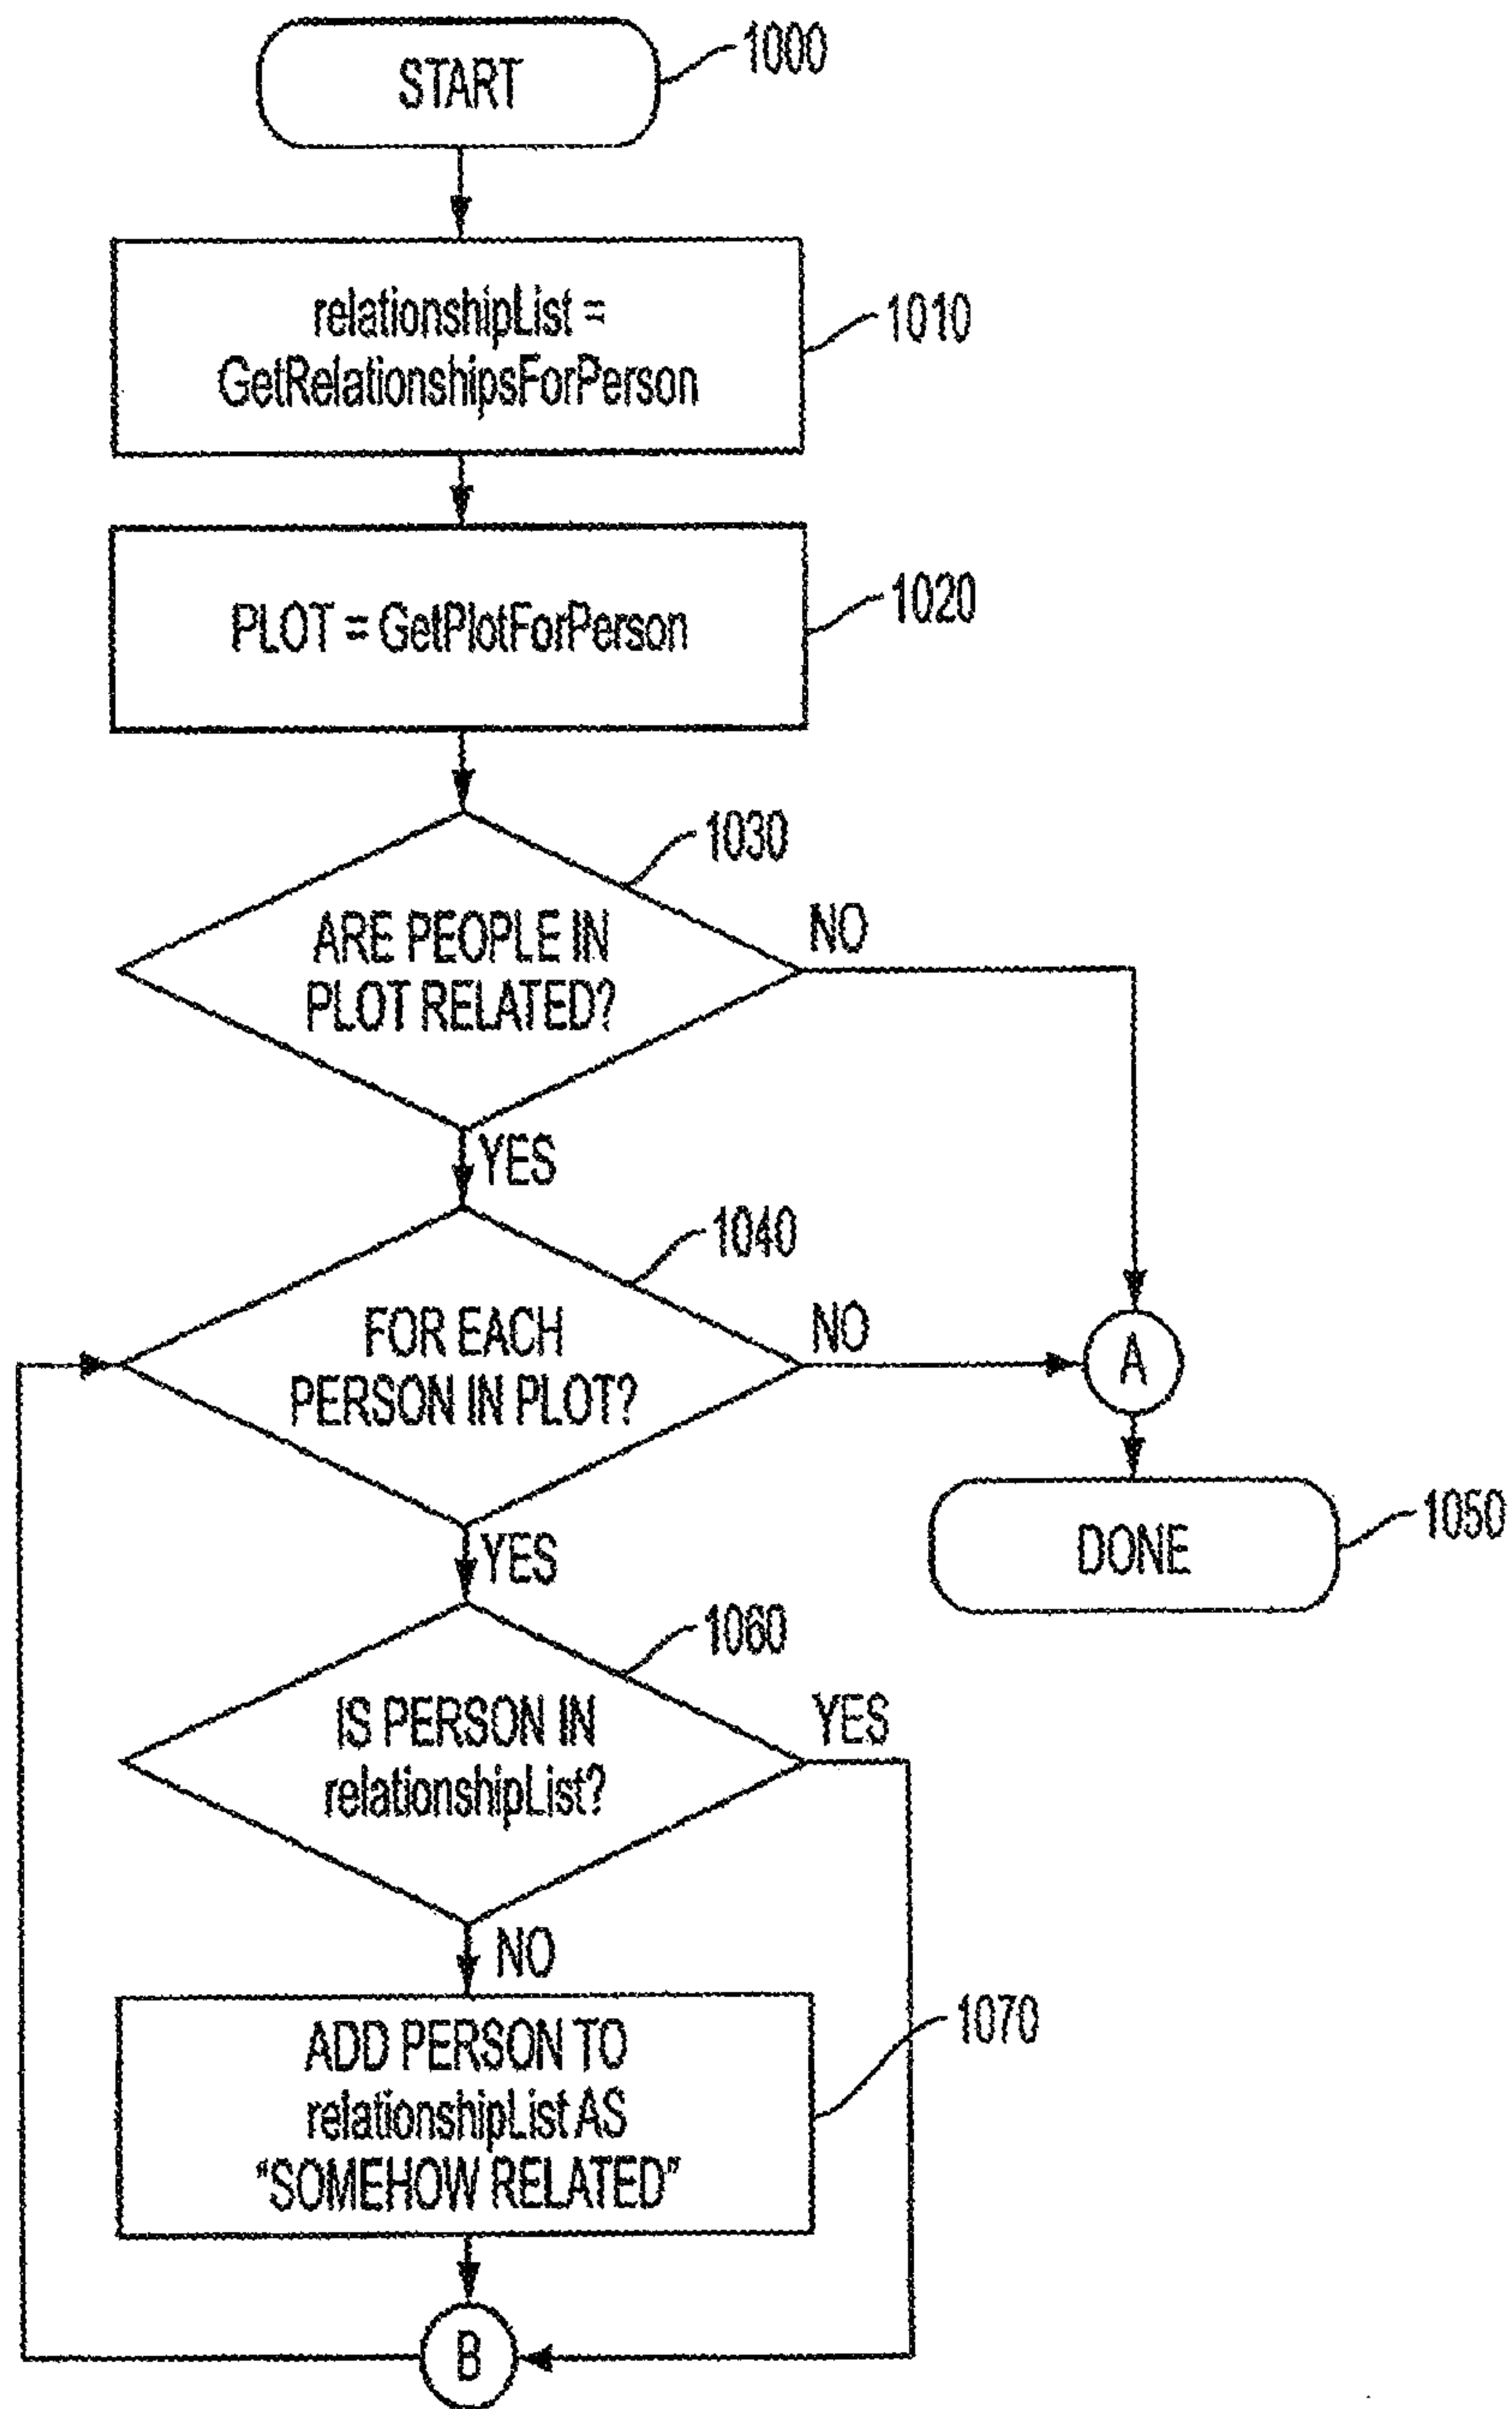 START
1000
relationshipList =
GetRelationshipsForPerson
1010
PLOT = GetPlotForPerson
1020
1030
ARE PEOPLE IN
PLOT RELATED?
NO
YES
1040
FOR EACH
PERSON IN PLOT?
NO
A
YES
DONE
1050
1060
IS PERSON IN
relationshipList?
YES
NO
ADD PERSON TO
relationshipList AS
“SOMEHOW RELATED”
1070
B